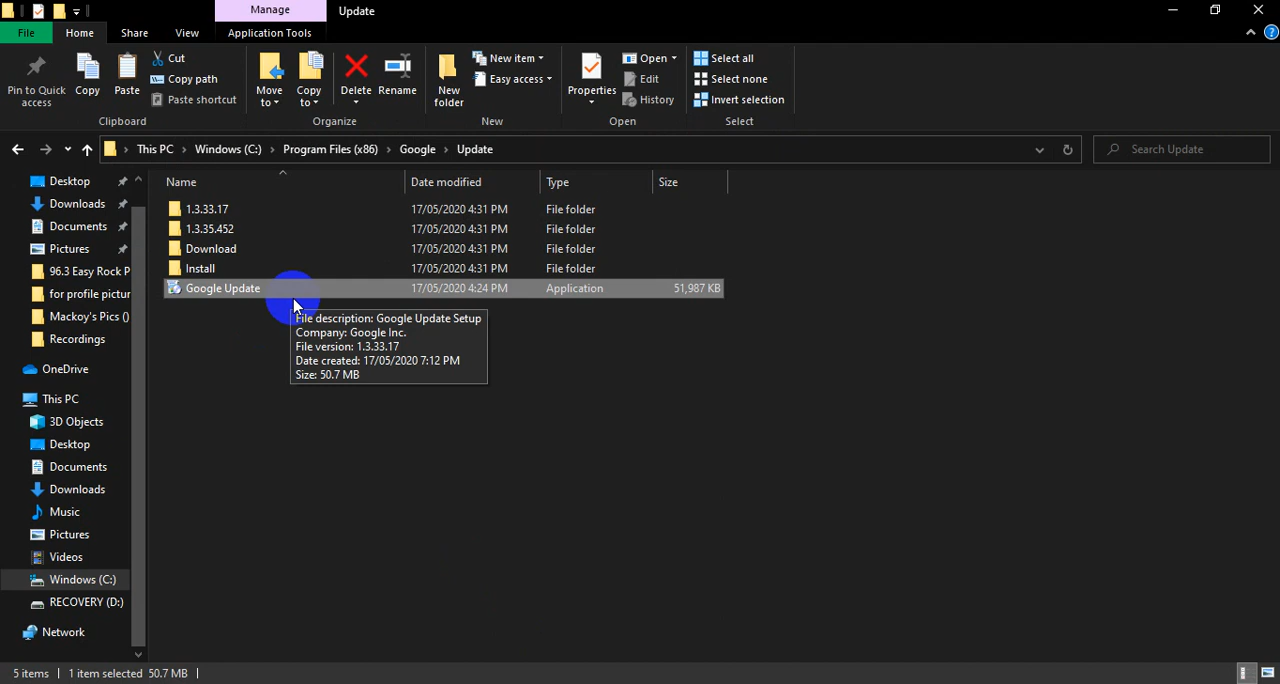 Manage
Update
File
Home
Share
View
Application Tools
Pin to Quick
access
Copy
Paste
Cut
Copy path
Paste shortcut
Clipboard
Move
to
Copy
to
Delete
Rename
Organize
New
folder
New item
Easy access
New
Properties
Open
Edit
History
Open
Select all
Select none
Invert selection
Select
This PC > Windows (C:) > Program Files (x86) > Google > Update
Search Update
Name
Date modified
Type
Size
Desktop
Downloads
Documents
Pictures
96.3 Easy Rock P
for profile pictur
Mackoy's Pics ()
Recordings
OneDrive
This PC
3D Objects
Desktop
Documents
Downloads
Music
Pictures
Videos
Windows (C:)
RECOVERY (D:)
Network
1.3.33.17 17/05/2020 4:31 PM File folder
1.3.35.452 17/05/2020 4:31 PM File folder
Download 17/05/2020 4:31 PM File folder
Install 17/05/2020 4:31 PM File folder
Google Update 17/05/2020 4:24 PM Application 51,987 KB
File description: Google Update Setup
Company: Google Inc.
File version: 1.3.33.17
Date created: 17/05/2020 7:12 PM
Size: 50.7 MB
5 items | 1 item selected 50.7 MB |